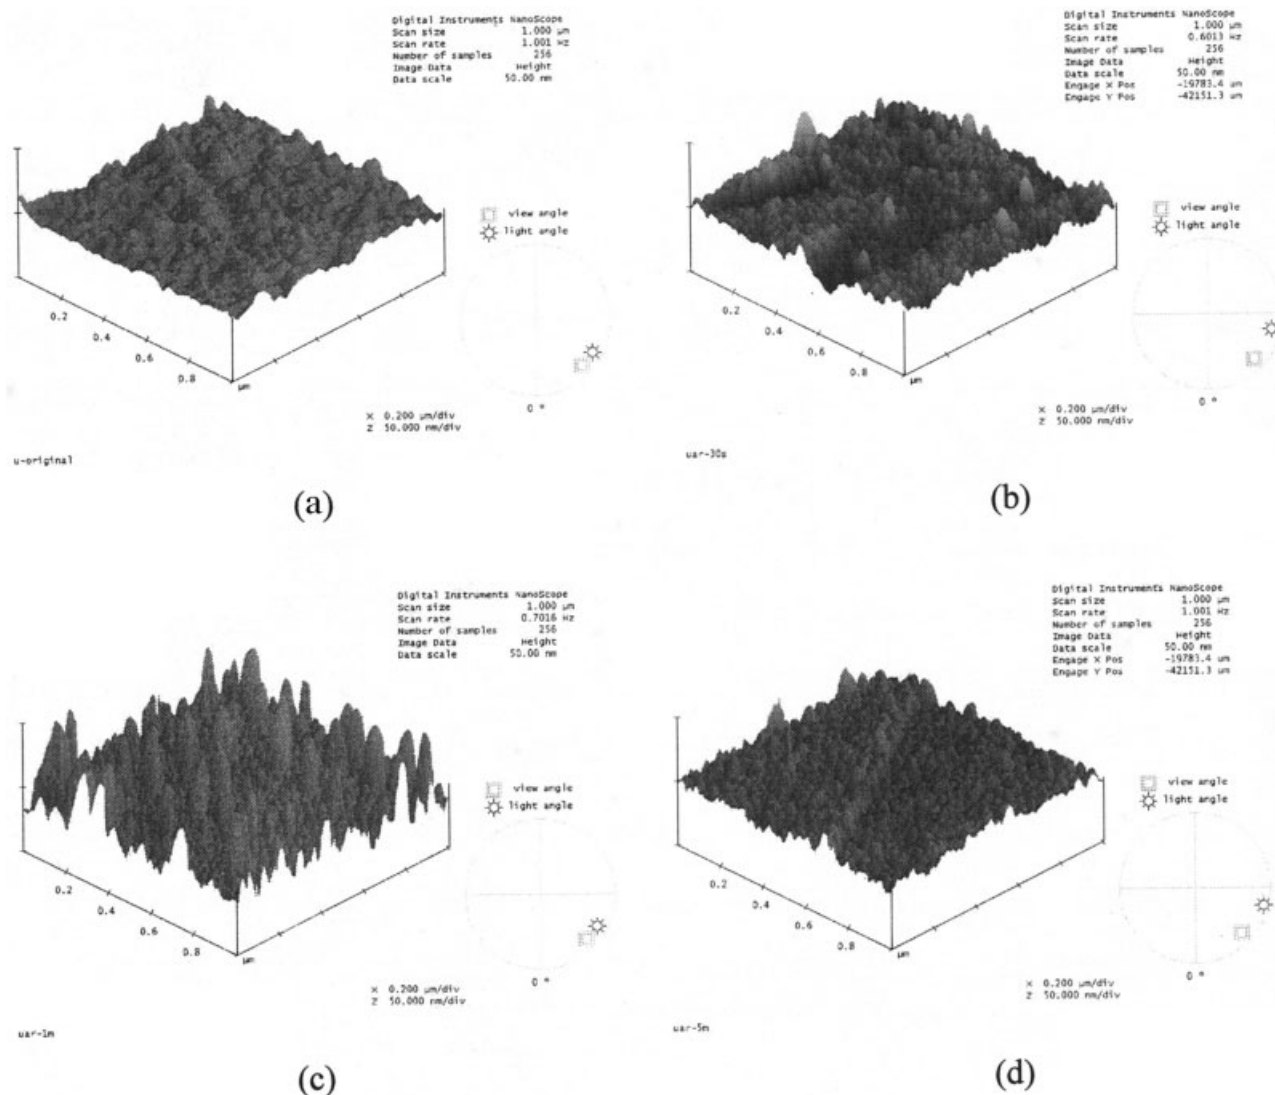 Digital Instruments NanoScope
Scan size 1.000 µm
Scan rate 1.001 Hz
Number of samples 256
Image Data Height
Data scale 50.00 nm
view angle
light angle
0.2
0.4
0.6
0.8
µm
0 °
X 0.200 µm/div
Z 50.000 nm/div
u-original
(a)
Digital Instruments NanoScope
Scan size 1.000 µm
Scan rate 0.6013 Hz
Number of samples 256
Image Data Height
Data scale 50.00 nm
Engage X Pos -19783.4 um
Engage Y Pos -42151.3 um
view angle
light angle
0.2
0.4
0.6
0.8
µm
0 °
X 0.200 µm/div
Z 50.000 nm/div
uar-30s
(b)
Digital Instruments NanoScope
Scan size 1.000 µm
Scan rate 0.7016 Hz
Number of samples 256
Image Data Height
Data scale 50.00 nm
view angle
light angle
0.2
0.4
0.6
0.8
µm
0 °
X 0.200 µm/div
Z 50.000 nm/div
uar-1m
(c)
Digital Instruments NanoScope
Scan size 1.000 µm
Scan rate 1.001 Hz
Number of samples 256
Image Data Height
Data scale 50.00 nm
Engage X Pos -19783.4 um
Engage Y Pos -42151.3 um
view angle
light angle
0.2
0.4
0.6
0.8
µm
0 °
X 0.200 µm/div
Z 50.000 nm/div
uar-5m
(d)